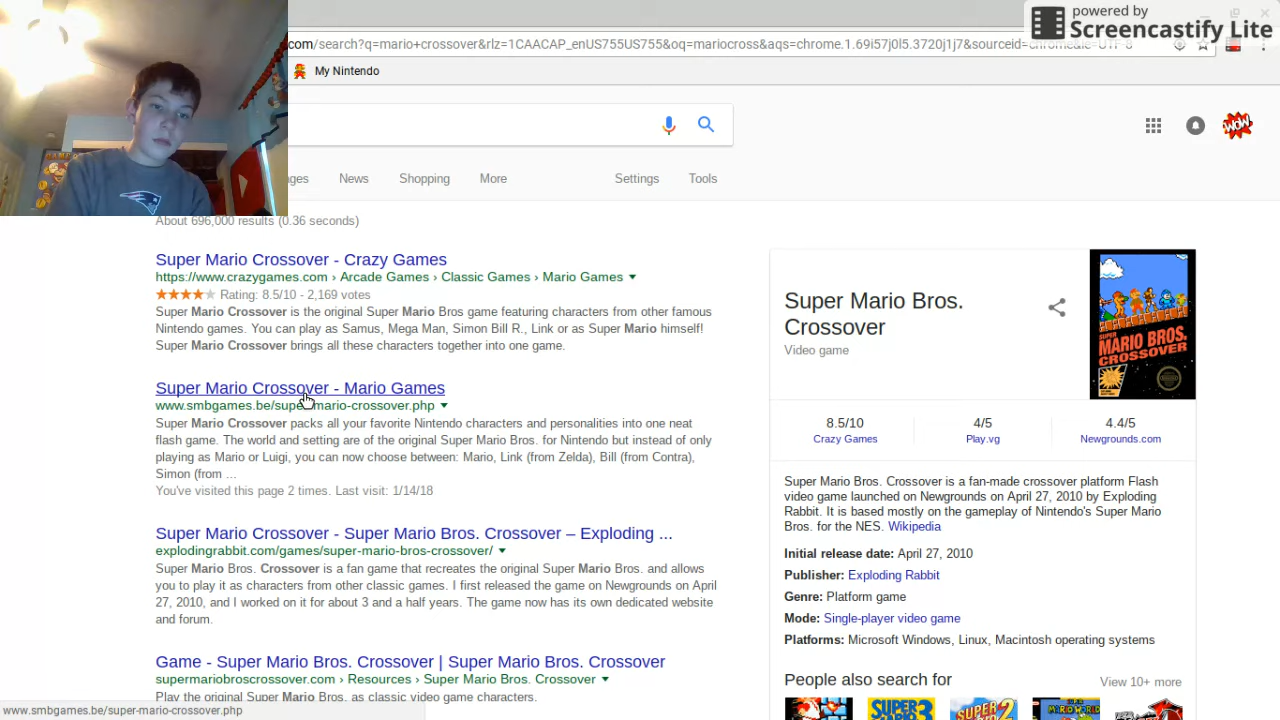 powered by
Screencastify Lite
com/search?q=mario+crossover&rlz=1CAACAP_enUS755US755&oq=mariocross&aqs=chrome.1.69i57j0l5.3720j1j7&sourceid=chrome&ie=UTF-8
My Nintendo
ages
News
Shopping
More
Settings
Tools
About 696,000 results (0.36 seconds)
Super Mario Crossover - Crazy Games
https://www.crazygames.com › Arcade Games › Classic Games › Mario Games
Rating: 8.5/10 - 2,169 votes
Super Mario Crossover is the original Super Mario Bros game featuring characters from other famous
Nintendo games. You can play as Samus, Mega Man, Simon Bill R., Link or as Super Mario himself!
Super Mario Crossover brings all these characters together into one game.
Super Mario Crossover - Mario Games
www.smbgames.be/super-mario-crossover.php
Super Mario Crossover packs all your favorite Nintendo characters and personalities into one neat
flash game. The world and setting are of the original Super Mario Bros. for Nintendo but instead of only
playing as Mario or Luigi, you can now choose between: Mario, Link (from Zelda), Bill (from Contra),
Simon (from ...
You've visited this page 2 times. Last visit: 1/14/18
Super Mario Crossover - Super Mario Bros. Crossover – Exploding ...
explodingrabbit.com/games/super-mario-bros-crossover/
Super Mario Bros. Crossover is a fan game that recreates the original Super Mario Bros. and allows
you to play it as characters from other classic games. I first released the game on Newgrounds on April
27, 2010, and I worked on it for about 3 and a half years. The game now has its own dedicated website
and forum.
Game - Super Mario Bros. Crossover | Super Mario Bros. Crossover
supermariobroscrossover.com › Resources › Super Mario Bros. Crossover
Play the original Super Mario Bros. as classic video game characters.
www.smbgames.be/super-mario-crossover.php
WOW
Super Mario Bros.
Crossover
Video game
SUPER
MARIO BROS.
CROSSOVER
8.5/10
Crazy Games
4/5
Play.vg
4.4/5
Newgrounds.com
Super Mario Bros. Crossover is a fan-made crossover platform Flash
video game launched on Newgrounds on April 27, 2010 by Exploding
Rabbit. It is based mostly on the gameplay of Nintendo's Super Mario
Bros. for the NES. Wikipedia
Initial release date: April 27, 2010
Publisher: Exploding Rabbit
Genre: Platform game
Mode: Single-player video game
Platforms: Microsoft Windows, Linux, Macintosh operating systems
People also search for
View 10+ more